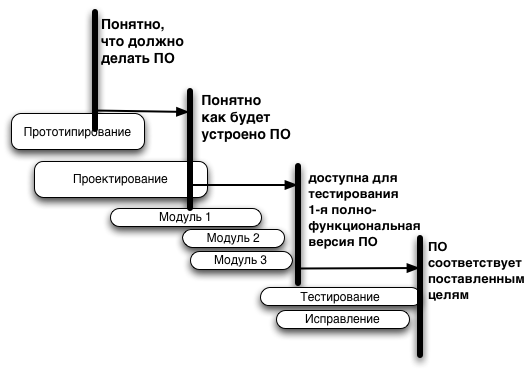 Понятно,
что должно
делать ПО
Понятно
как будет
устроено ПО
Прототипирование
Проектирование
доступна для
тестирования
1-я полно-
функциональная
версия ПО
Модуль 1
Модуль 2
Модуль 3
ПО
соответствует
поставленным
целям
Тестирование
Исправление